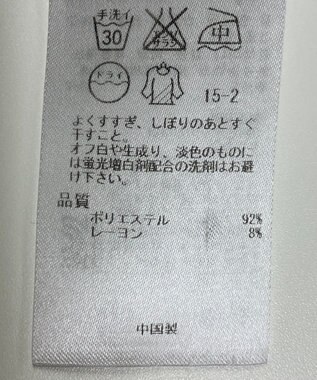 手洗イ
30
エンソ
サラシ
中
ドライ
15-2
よくすすぎ、しぼりのあとすぐ
干すこと。
オフ白や生成り、淡色のものに
は蛍光増白剤配合の洗剤はお避
け下さい。
品質
ポリエステル 92%
レーヨン 8%
中国製